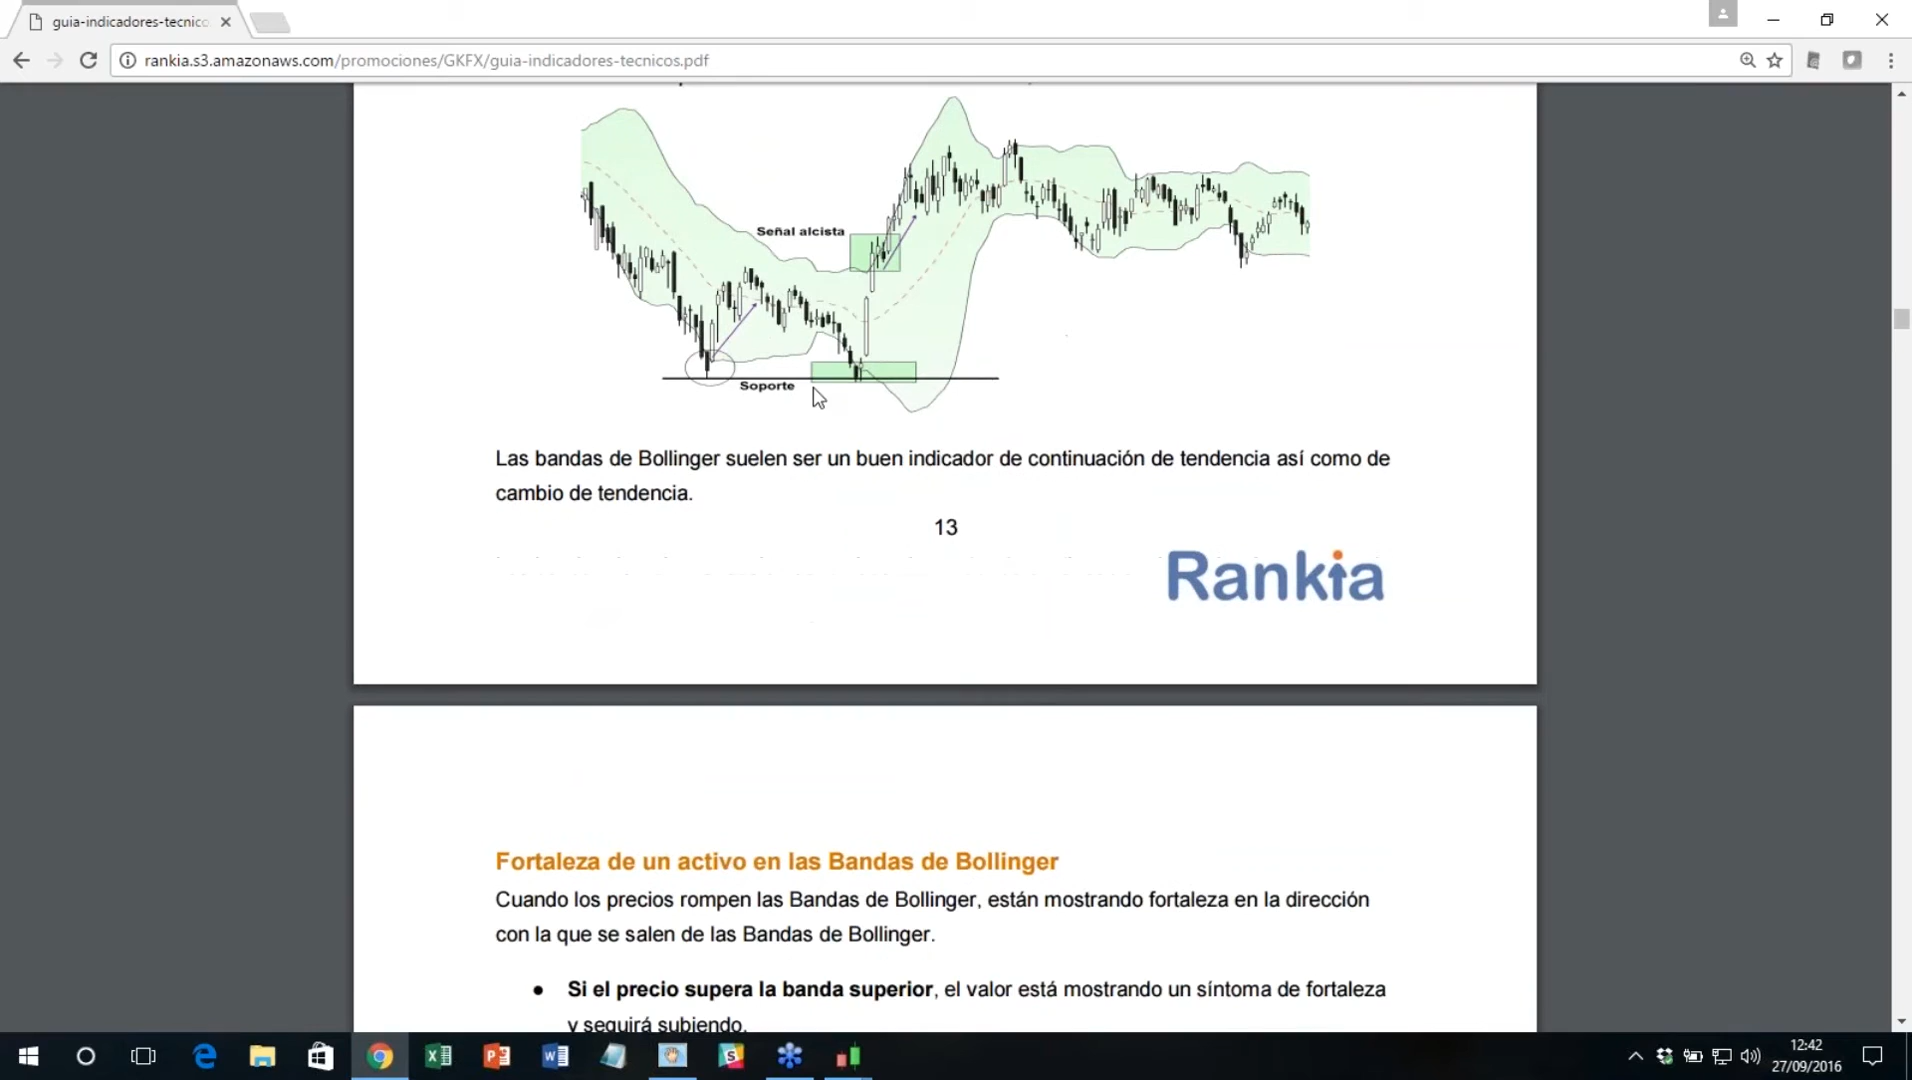 guia-indicadores-tecnico
rankia.s3.amazonaws.com/promociones/GKFX/guia-indicadores-tecnicos.pdf
Señal alcista
Soporte
Las bandas de Bollinger suelen ser un buen indicador de continuación de tendencia así como de
cambio de tendencia.
13
Rankia
Fortaleza de un activo en las Bandas de Bollinger
Cuando los precios rompen las Bandas de Bollinger, están mostrando fortaleza en la dirección
con la que se salen de las Bandas de Bollinger.
● Si el precio supera la banda superior, el valor está mostrando un síntoma de fortaleza
y seguirá subiendo.
12:42
27/09/2016